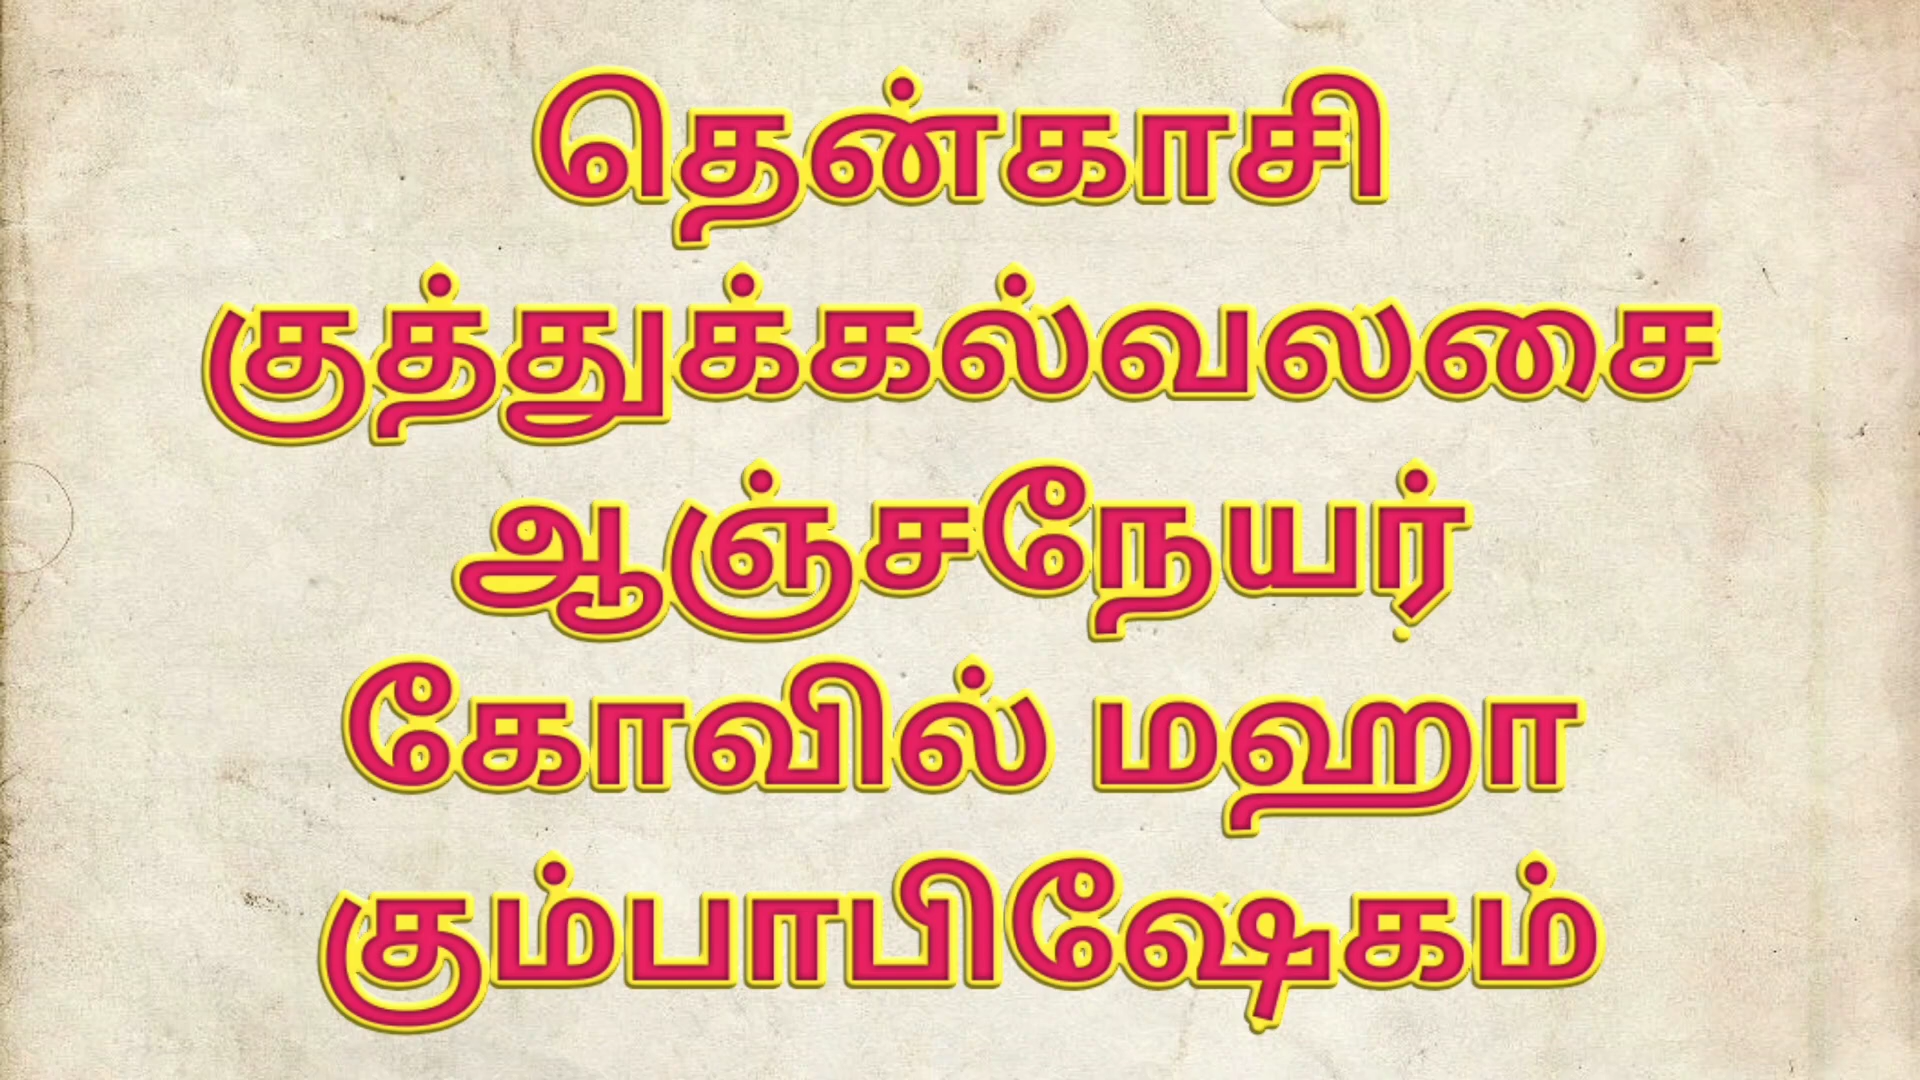 தென்காசி
குத்துக்கல்வலசை
ஆஞ்சநேயர்
கோவில் மஹா
கும்பாபிஷேகம்